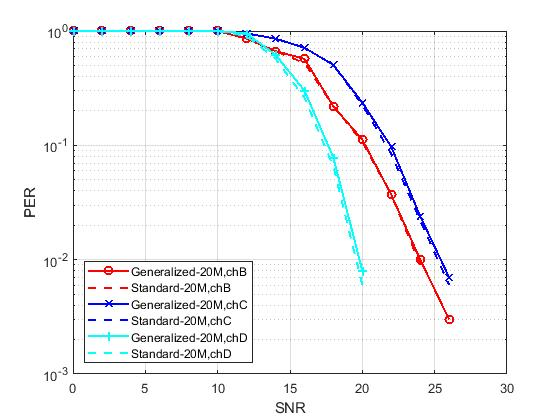 10^0
10^-1
10^-2
10^-3
PER
Generalized-20M,chB
Standard-20M,chB
Generalized-20M,chC
Standard-20M,chC
Generalized-20M,chD
Standard-20M,chD
0 5 10 15 20 25 30
SNR